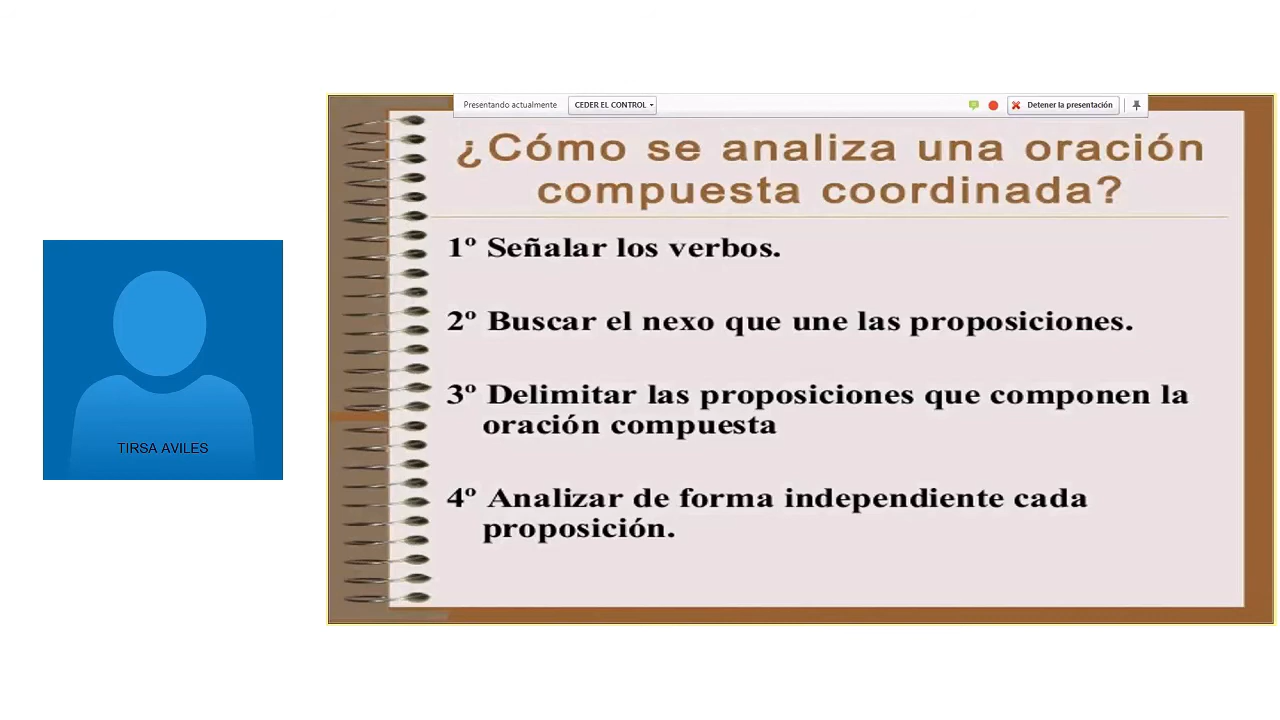 Presentando actualmente
CEDER EL CONTROL
Detener la presentación
¿Cómo se analiza una oración
compuesta coordinada?
1º Señalar los verbos.
2º Buscar el nexo que une las proposiciones.
3º Delimitar las proposiciones que componen la
oración compuesta
4º Analizar de forma independiente cada
proposición.
TIRSA AVILES